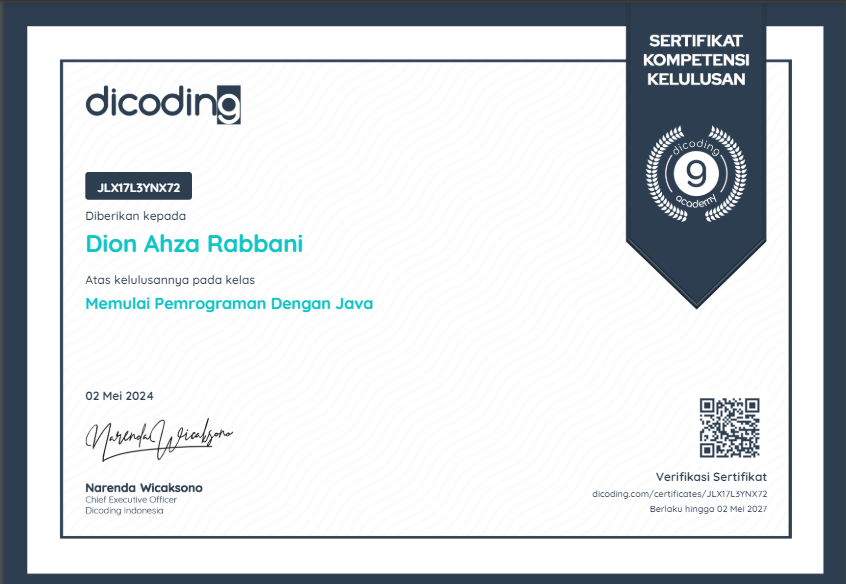 SERTIFIKAT
KOMPETENSI
KELULUSAN
dicoding
dicoding
9
academy
JLX17L3YNX72
Diberikan kepada
Dion Ahza Rabbani
Atas kelulusannya pada kelas
Memulai Pemrograman Dengan Java
02 Mei 2024
Narenda Wicaksono
Narenda Wicaksono
Chief Executive Officer
Dicoding Indonesia
Verifikasi Sertifikat
dicoding.com/certificates/JLX17L3YNX72
Berlaku hingga 02 Mei 2027